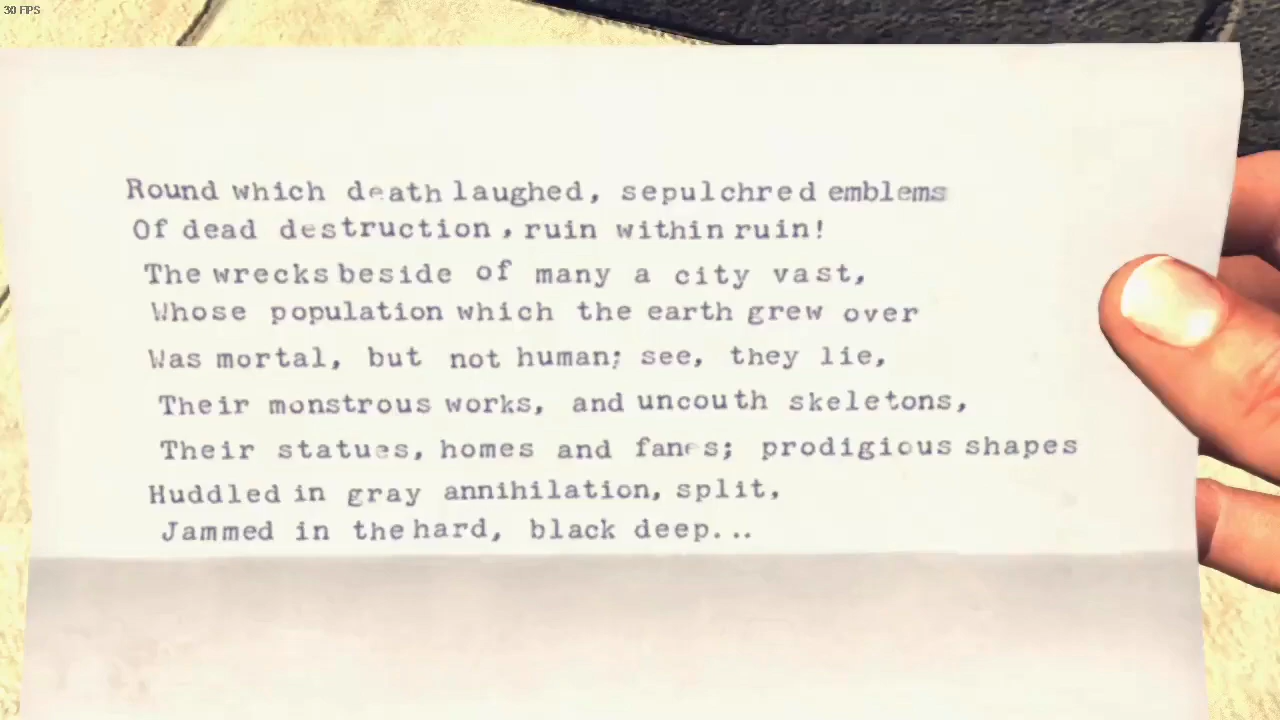 30 FPS
Round which death laughed, sepulchred emblems
Of dead destruction, ruin within ruin!
The wrecks beside of many a city vast,
Whose population which the earth grew over
Was mortal, but not human; see, they lie,
Their monstrous works, and uncouth skeletons,
Their statues, homes and fanes; prodigious shapes
Huddled in gray annihilation, split,
Jammed in the hard, black deep...